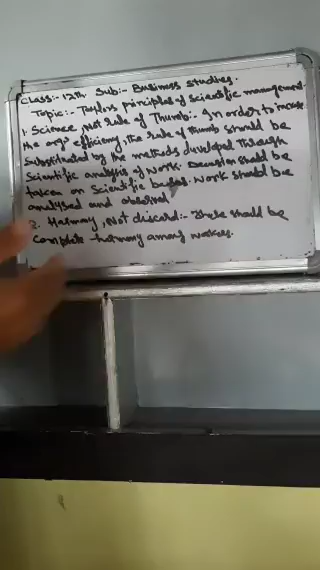 Class:- 12th. Sub:- Business studies.
Topic:- Taylors principles of Scientific management-
1. Science, Not Rule of Thumb:- In order to increase
the orgs efficiency, the rule of thumb should be
Substituted by the methods developed through
Scientific analysis of work. Decision should be
taken on Scientific based. Work should be
analysed and observed
2. Harmony, Not discord:- There should be
Complete harmony among workers.